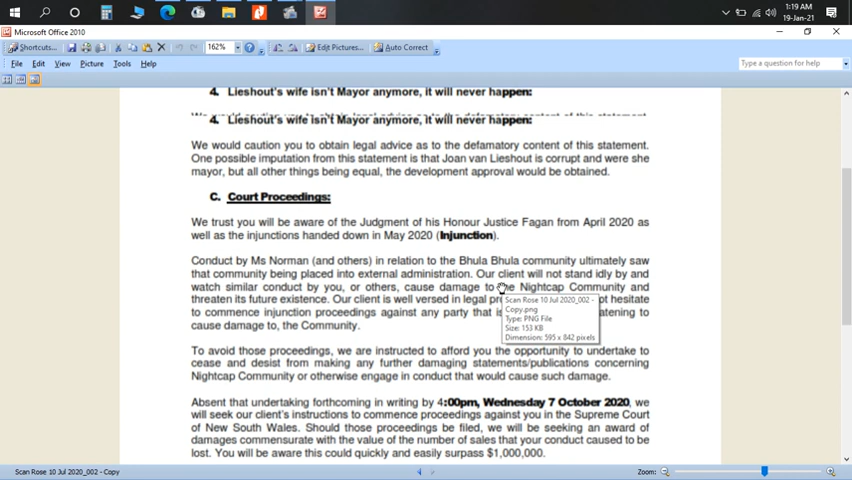 1:19 AM
19-Jan-21
Microsoft Office 2010
Shortcuts...
162%
Edit Pictures...
Auto Correct
File Edit View Picture Tools Help
Type a question for help
4. Lieshout's wife isn't Mayor anymore, it will never happen:
4. Lieshout's wife isn't Mayor anymore, it will never happen:
We would caution you to obtain legal advice as to the defamatory content of this statement.
One possible imputation from this statement is that Joan van Lieshout is corrupt and were she
mayor, but all other things being equal, the development approval would be obtained.
C. Court Proceedings:
We trust you will be aware of the Judgment of his Honour Justice Fagan from April 2020 as
well as the injunctions handed down in May 2020 (Injunction).
Conduct by Ms Norman (and others) in relation to the Bhula Bhula community ultimately saw
that community being placed into external administration. Our client will not stand idly by and
watch similar conduct by you, or others, cause damage to the Nightcap Community and
threaten its future existence. Our client is well versed in legal not hesitate
to commence injunction proceedings against any party that is
cause damage to, the Community.
Scan Rose 10 Jul 2020_002 -
Copy.png
Type: PNG File
Size: 153 KB
Dimension: 595 x 842 pixels
To avoid those proceedings, we are instructed to afford you the opportunity to undertake to
cease and desist from making any further damaging statements/publications concerning
Nightcap Community or otherwise engage in conduct that would cause such damage.
Absent that undertaking forthcoming in writing by 4:00pm, Wednesday 7 October 2020, we
will seek our client's instructions to commence proceedings against you in the Supreme Court
of New South Wales. Should those proceedings be filed, we will be seeking an award of
damages commensurate with the value of the number of sales that your conduct caused to be
lost. You will be aware this could quickly and easily surpass $1,000,000.
Scan Rose 10 Jul 2020_002 - Copy
Zoom: